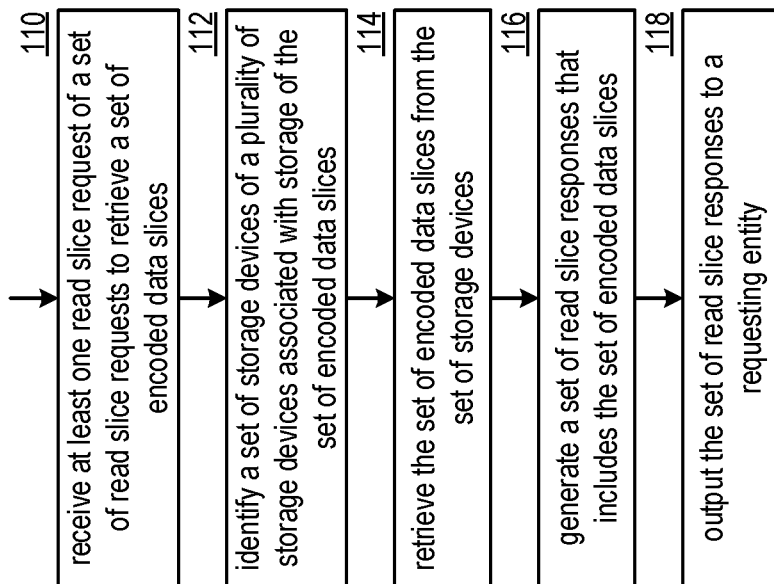 110
receive at least one read slice request of a set
of read slice requests to retrieve a set of
encoded data slices
112
identify a set of storage devices of a plurality of
storage devices associated with storage of the
set of encoded data slices
114
retrieve the set of encoded data slices from the
set of storage devices
116
generate a set of read slice responses that
includes the set of encoded data slices
118
output the set of read slice responses to a
requesting entity